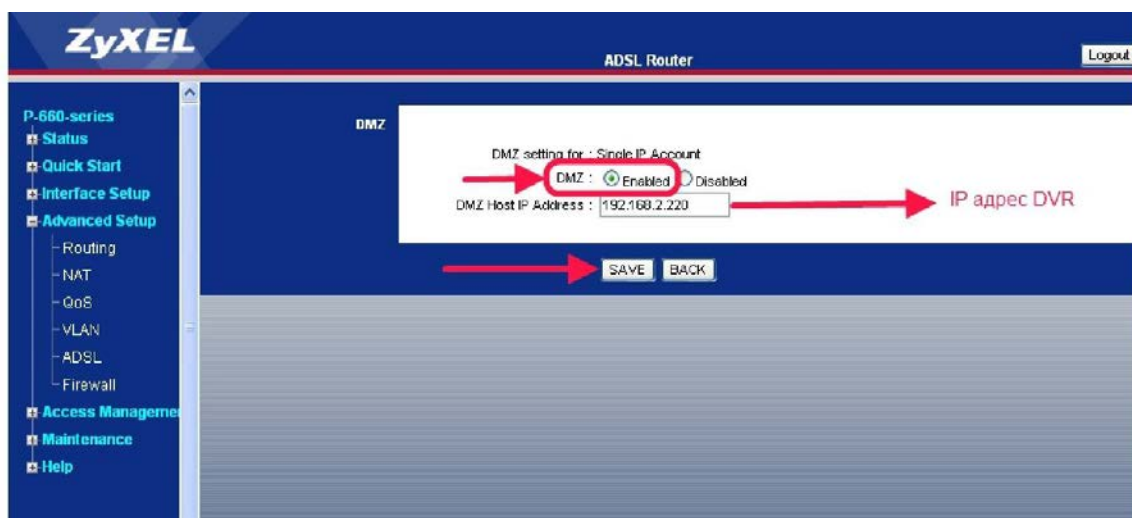 ZyXEL
ADSL Router
Logout
P-660-series
Status
Quick Start
Interface Setup
Advanced Setup
Routing
NAT
QoS
VLAN
ADSL
Firewall
Access Managemen
Maintenance
Help
DMZ
DMZ setting for : Single IP Account
DMZ : Enabled Disabled
DMZ Host IP Address : 192.168.2.220
IP адрес DVR
SAVE BACK